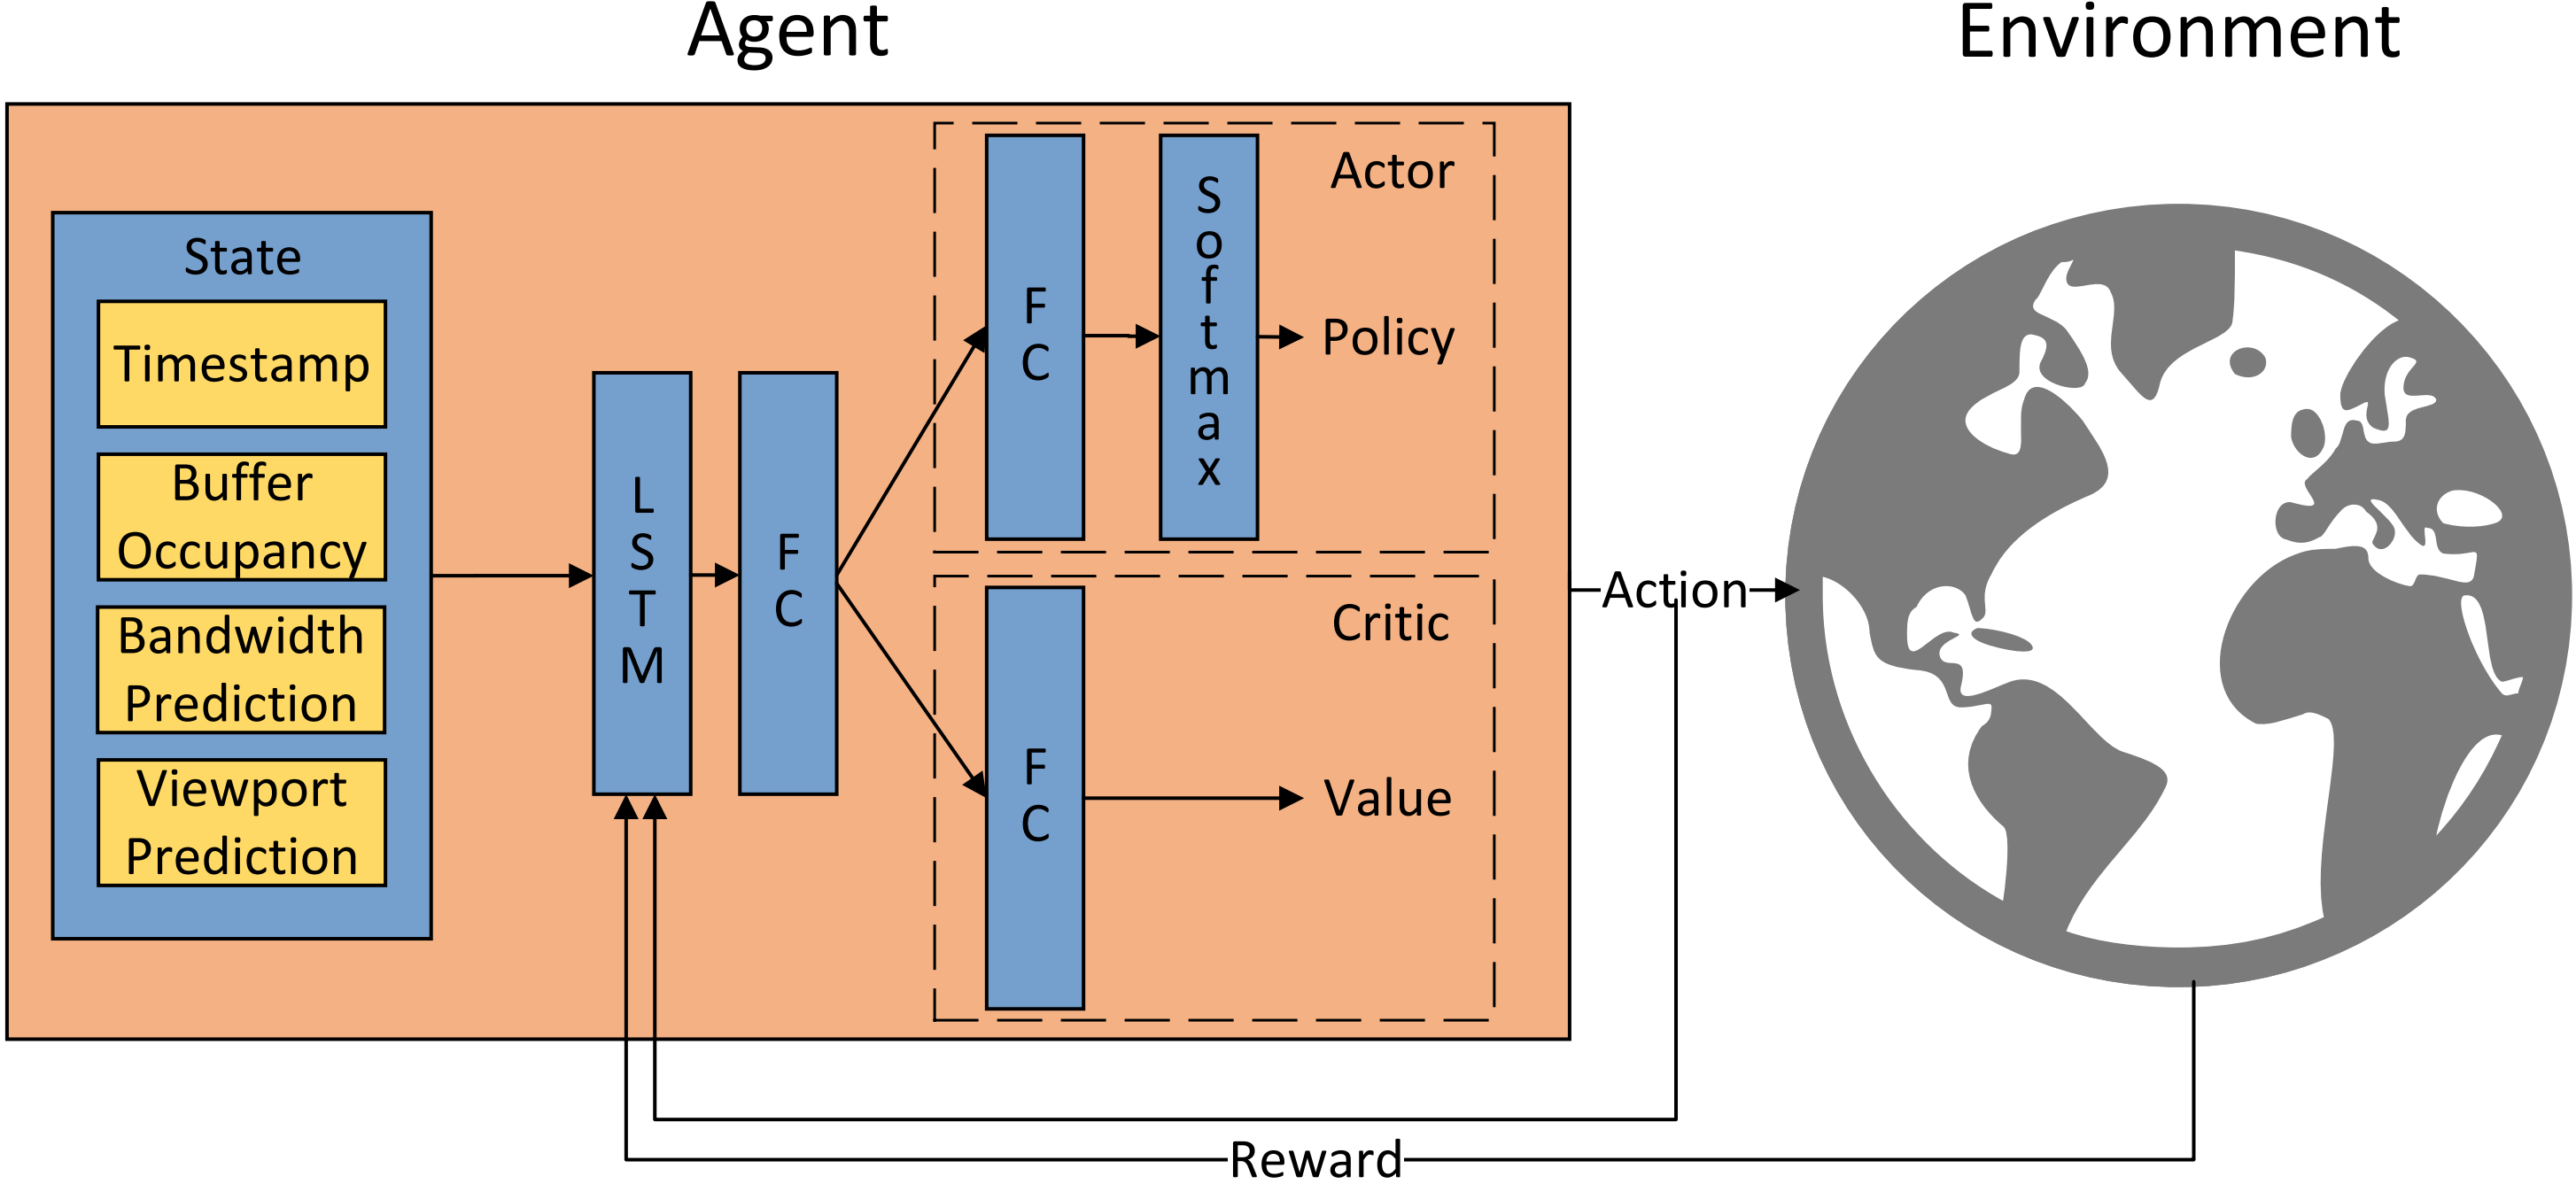 Agent
Environment
State
Timestamp
Buffer
Occupancy
Bandwidth
Prediction
Viewport
Prediction
LSTM
FC
Actor
FC
Softmax
Policy
Critic
FC
Value
Action
Reward